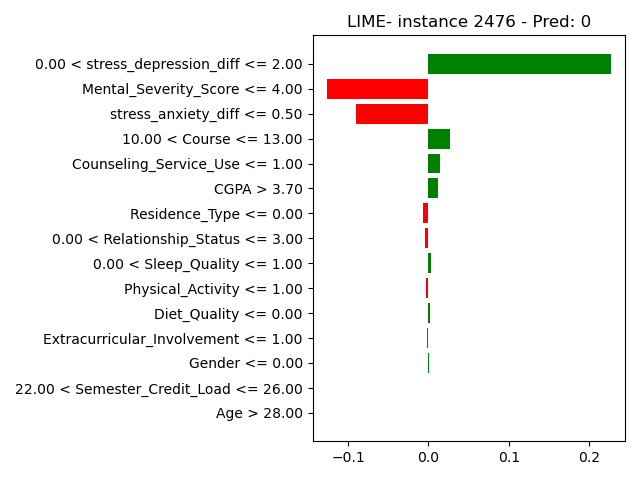 LIME- instance 2476 - Pred: 0
0.00 < stress_depression_diff <= 2.00
Mental_Severity_Score <= 4.00
stress_anxiety_diff <= 0.50
10.00 < Course <= 13.00
Counseling_Service_Use <= 1.00
CGPA > 3.70
Residence_Type <= 0.00
0.00 < Relationship_Status <= 3.00
0.00 < Sleep_Quality <= 1.00
Physical_Activity <= 1.00
Diet_Quality <= 0.00
Extracurricular_Involvement <= 1.00
Gender <= 0.00
22.00 < Semester_Credit_Load <= 26.00
Age > 28.00
−0.1 0.0 0.1 0.2